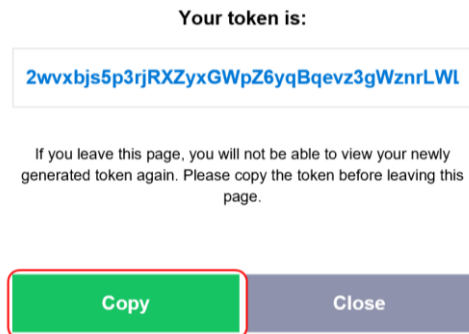 Your token is:
2wvxbjs5p3rjRXZyxGWpZ6yqBqevz3gWznrLWL
If you leave this page, you will not be able to view your newly
generated token again. Please copy the token before leaving this
page.
Copy
Close